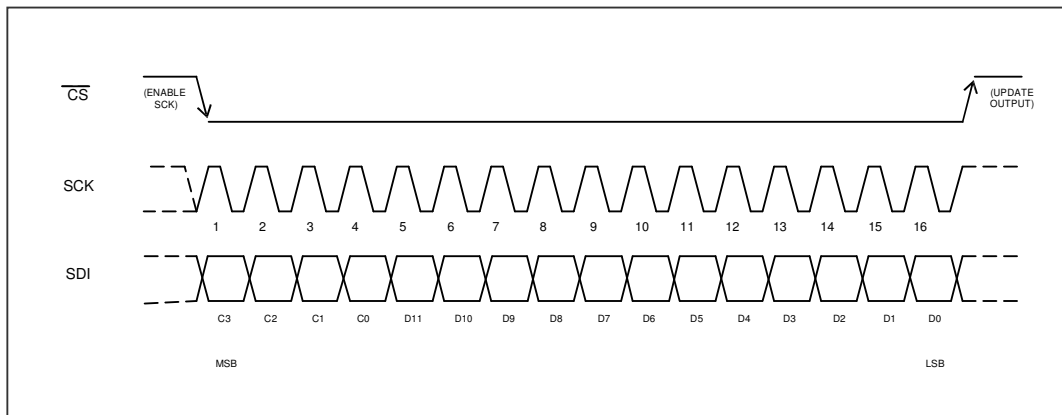 CS
(ENABLE
SCK)
(UPDATE
OUTPUT)
SCK
1 2 3 4 5 6 7 8 9 10 11 12 13 14 15 16
SDI
C3 C2 C1 C0 D11 D10 D9 D8 D7 D6 D5 D4 D3 D2 D1 D0
MSB LSB